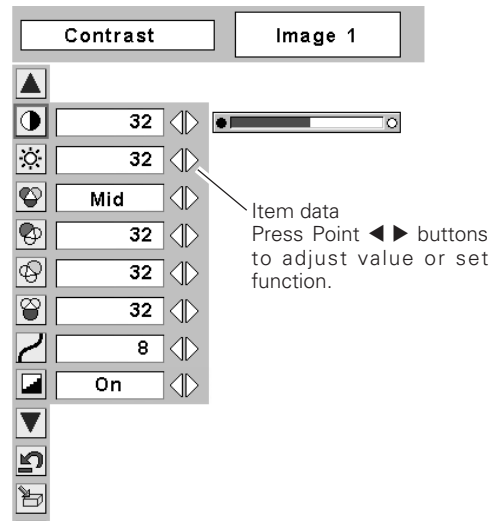 Contrast
Image 1
32
32
Mid
32
32
32
8
On
Item data
Press Point ◀ ▶ buttons
to adjust value or set
function.